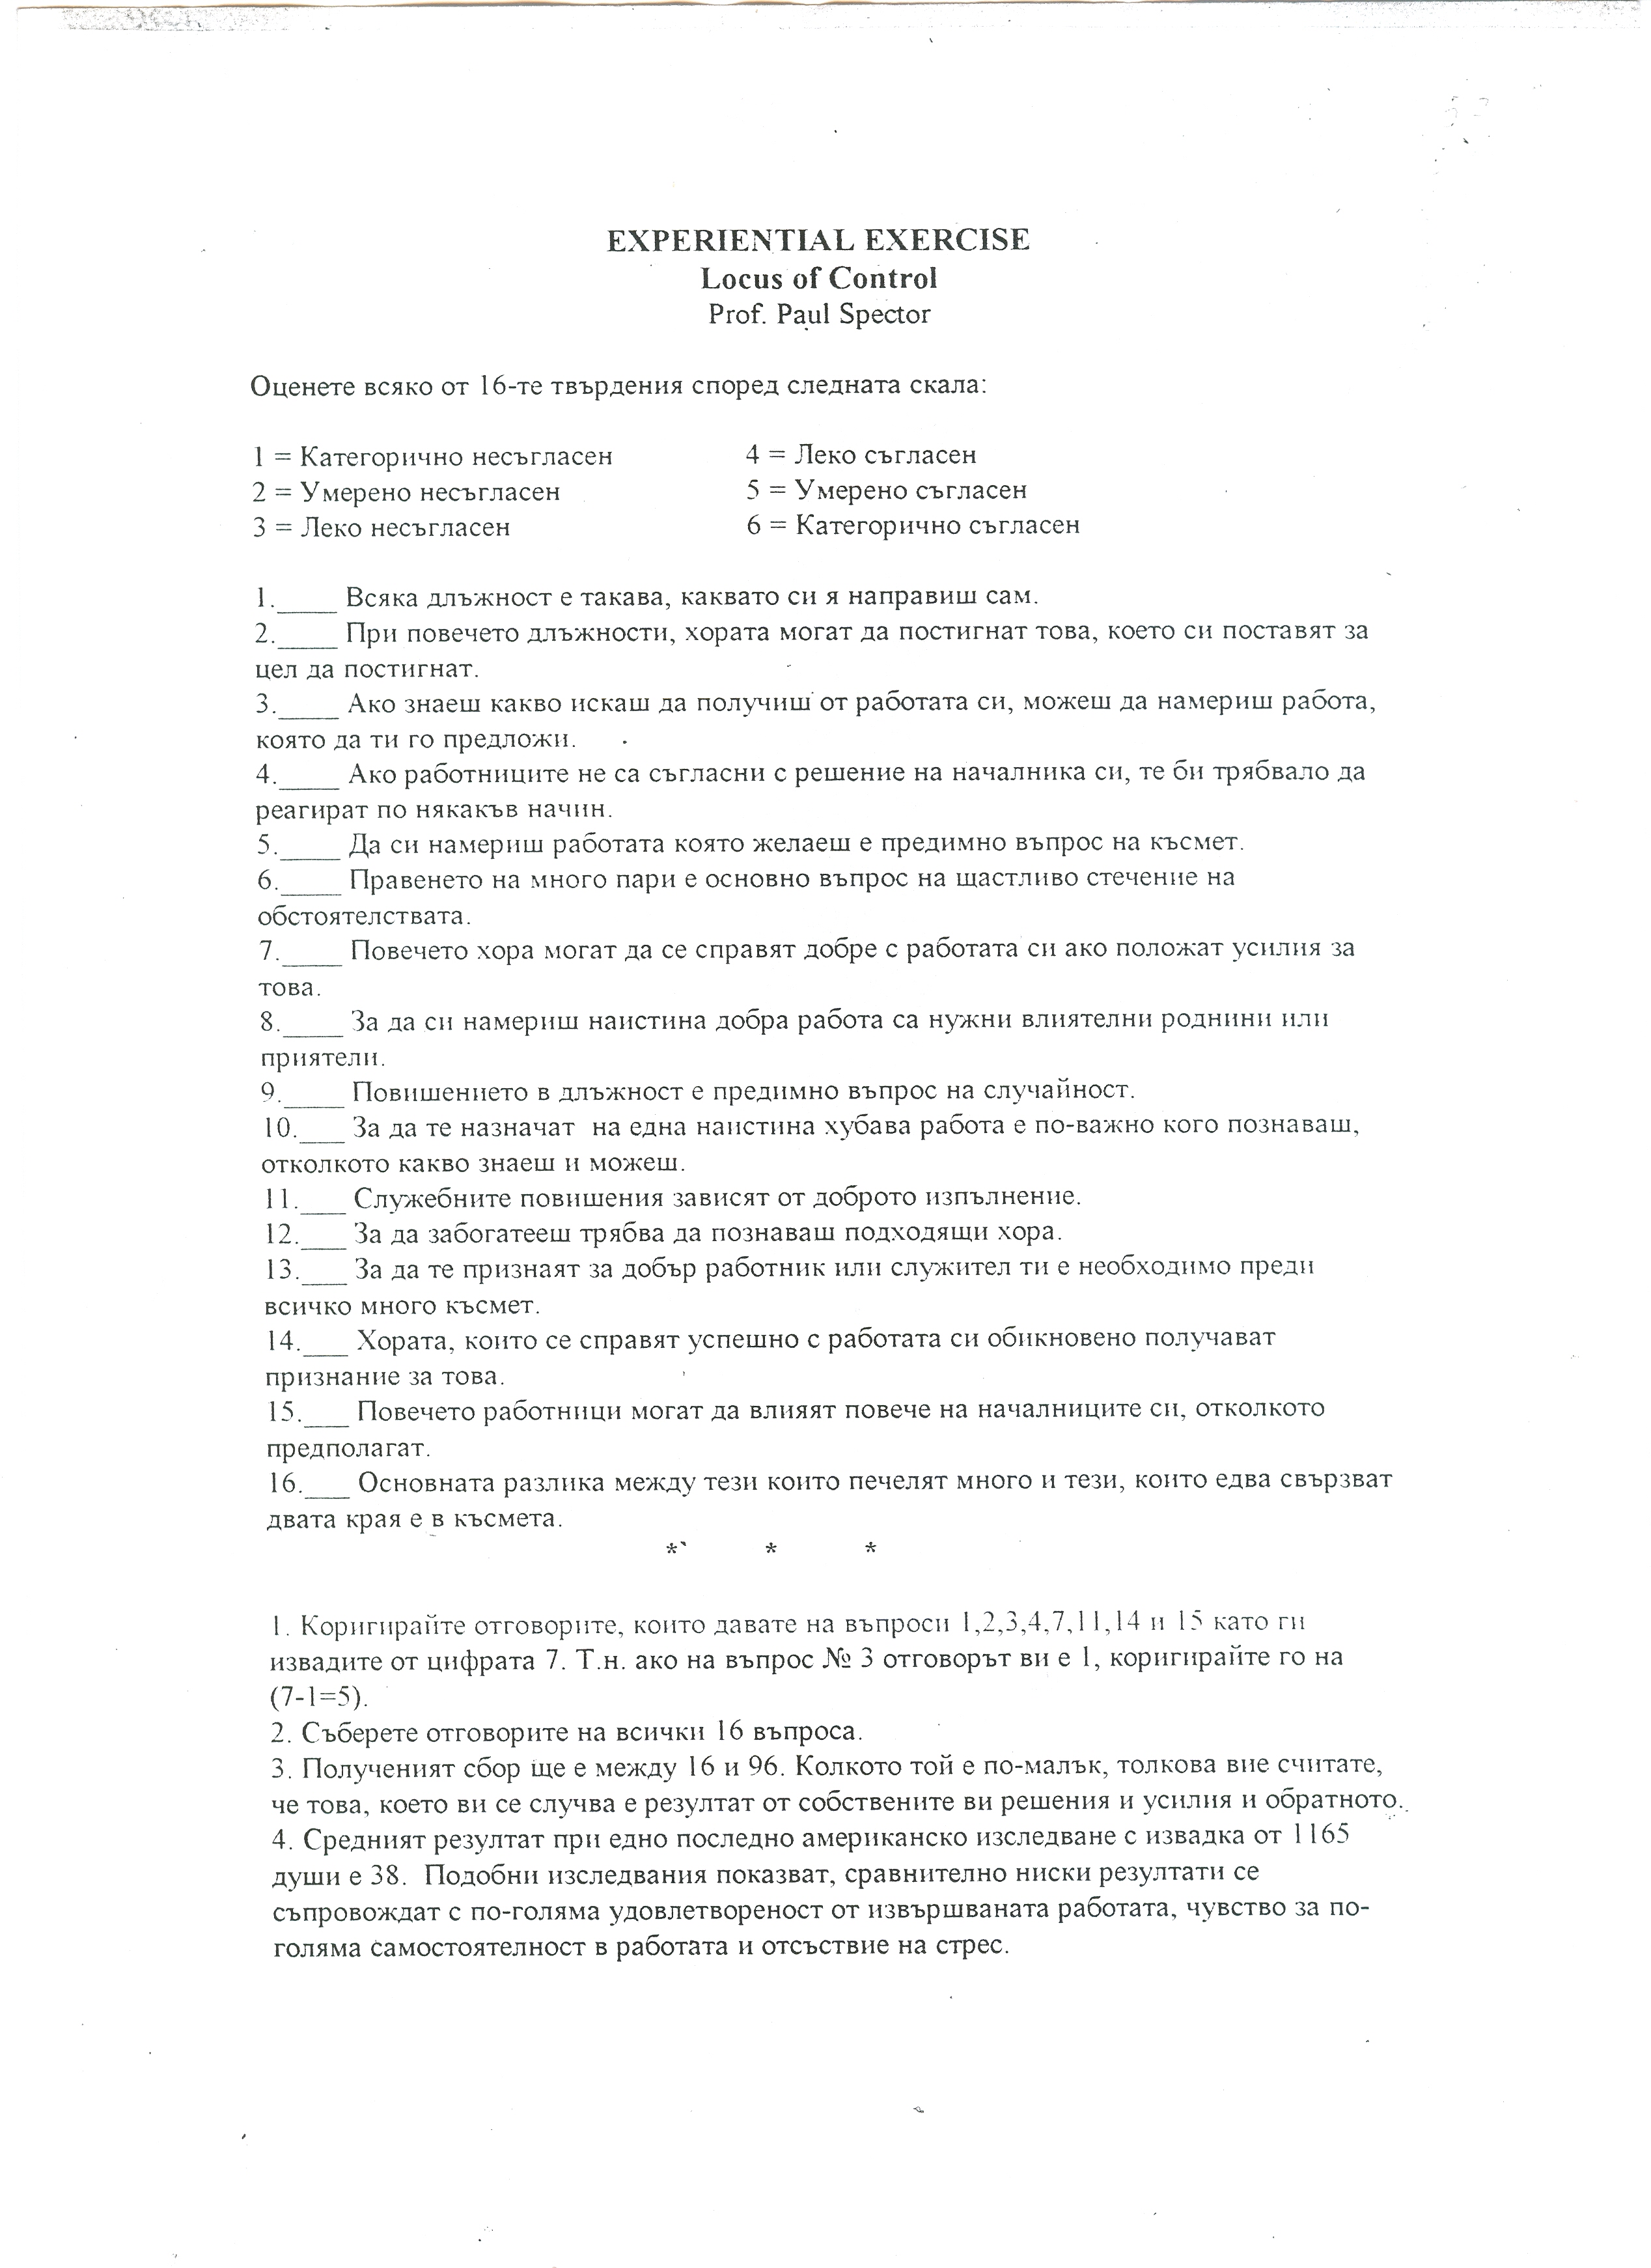 EXPERIENTIAL EXERCISE
Locus of Control
Prof. Paul Spector
Оценете всяко от 16-те твърдения според следната скала:
1 = Категорично несъгласен 4 = Леко съгласен
2 = Умерено несъгласен 5 = Умерено съгласен
3 = Леко несъгласен 6 = Категорично съгласен
1.____ Всяка длъжност е такава, каквато си я направиш сам.
2.____ При повечето длъжности, хората могат да постигнат това, което си поставят за
цел да постигнат.
3.____ Ако знаеш какво искаш да получиш от работата си, можеш да намериш работа,
която да ти го предложи.
4.____ Ако работниците не са съгласни с решение на началника си, те би трябвало да
реагират по някакъв начин.
5.____ Да си намериш работата която желаеш е предимно въпрос на късмет.
6.____ Правенето на много пари е основно въпрос на щастливо стечение на
обстоятелствата.
7.____ Повечето хора могат да се справят добре с работата си ако положат усилия за
това.
8.____ За да си намериш наистина добра работа са нужни влиятелни роднини или
приятели.
9.____ Повишението в длъжност е предимно въпрос на случайност.
10.___ За да те назначат на една наистина хубава работа е по-важно кого познаваш,
отколкото какво знаеш и можеш.
11.___ Служебните повишения зависят от доброто изпълнение.
12.___ За да забогатееш трябва да познаваш подходящи хора.
13.___ За да те признаят за добър работник или служител ти е необходимо преди
всичко много късмет.
14.___ Хората, които се справят успешно с работата си обикновено получават
признание за това.
15.___ Повечето работници могат да влияят повече на началниците си, отколкото
предполагат.
16.___ Основната разлика между тези които печелят много и тези, които едва свързват
двата края е в късмета.
* * *
1. Коригирайте отговорите, които давате на въпроси 1,2,3,4,7,11,14 и 15 като ги
извадите от цифрата 7. Т.н. ако на въпрос № 3 отговорът ви е 1, коригирайте го на
(7-1=5).
2. Съберете отговорите на всички 16 въпроса.
3. Полученият сбор ще е между 16 и 96. Колкото той е по-малък, толкова вие считате,
че това, което ви се случва е резултат от собствените ви решения и усилия и обратното.
4. Средният резултат при едно последно американско изследване с извадка от 1165
души е 38. Подобни изследвания показват, сравнително ниски резултати се
съпровождат с по-голяма удовлетвореност от извършваната работата, чувство за по-
голяма самостоятелност в работата и отсъствие на стрес.